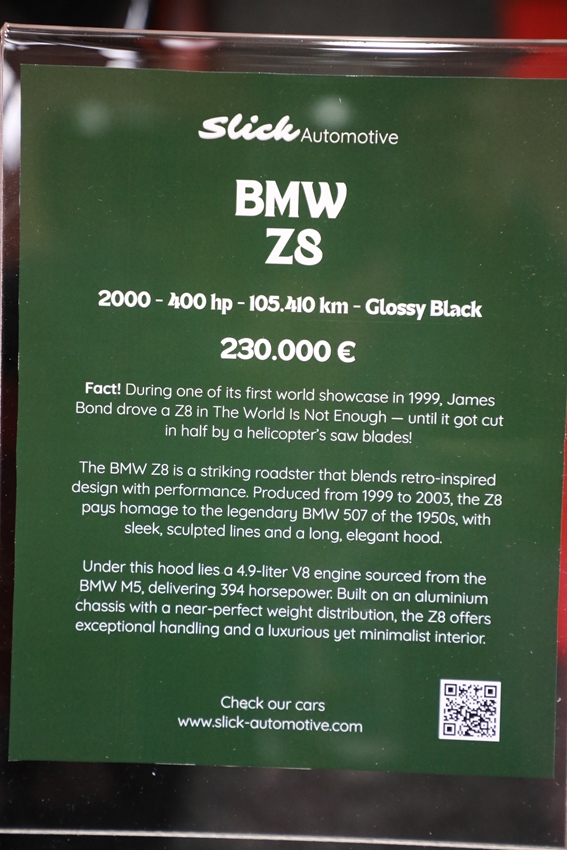 Slick Automotive
BMW
Z8
2000 - 400 hp - 105.410 km - Glossy Black
230.000 €
Fact! During one of its first world showcase in 1999, James
Bond drove a Z8 in The World Is Not Enough — until it got cut
in half by a helicopter's saw blades!
The BMW Z8 is a striking roadster that blends retro-inspired
design with performance. Produced from 1999 to 2003, the Z8
pays homage to the legendary BMW 507 of the 1950s, with
sleek, sculpted lines and a long, elegant hood.
Under this hood lies a 4.9-liter V8 engine sourced from the
BMW M5, delivering 394 horsepower. Built on an aluminium
chassis with a near-perfect weight distribution, the Z8 offers
exceptional handling and a luxurious yet minimalist interior.
Check our cars
www.slick-automotive.com